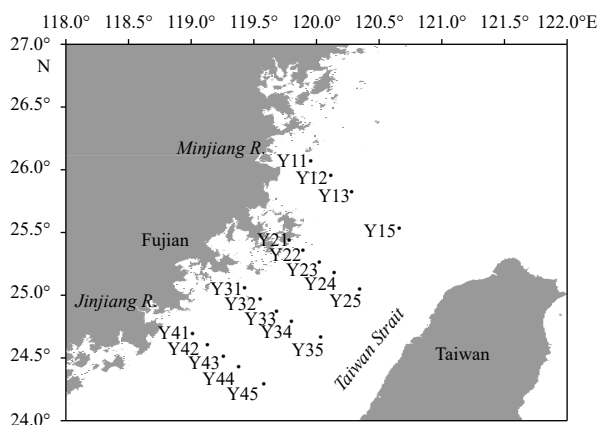 118.0° 118.5° 119.0° 119.5° 120.0° 120.5° 121.0° 121.5° 122.0°E
27.0°
N
26.5°
Minjiang R.
26.0°
Y11
Y12
Y13
25.5°
Y15
Fujian
Y21
Y22
Y23
Y24
Y25
25.0°
Jinjiang R.
Y31
Y32
Y33
Y34
Y35
24.5°
Y41
Y42
Y43
Y44
Y45
Taiwan Strait
Taiwan
24.0°